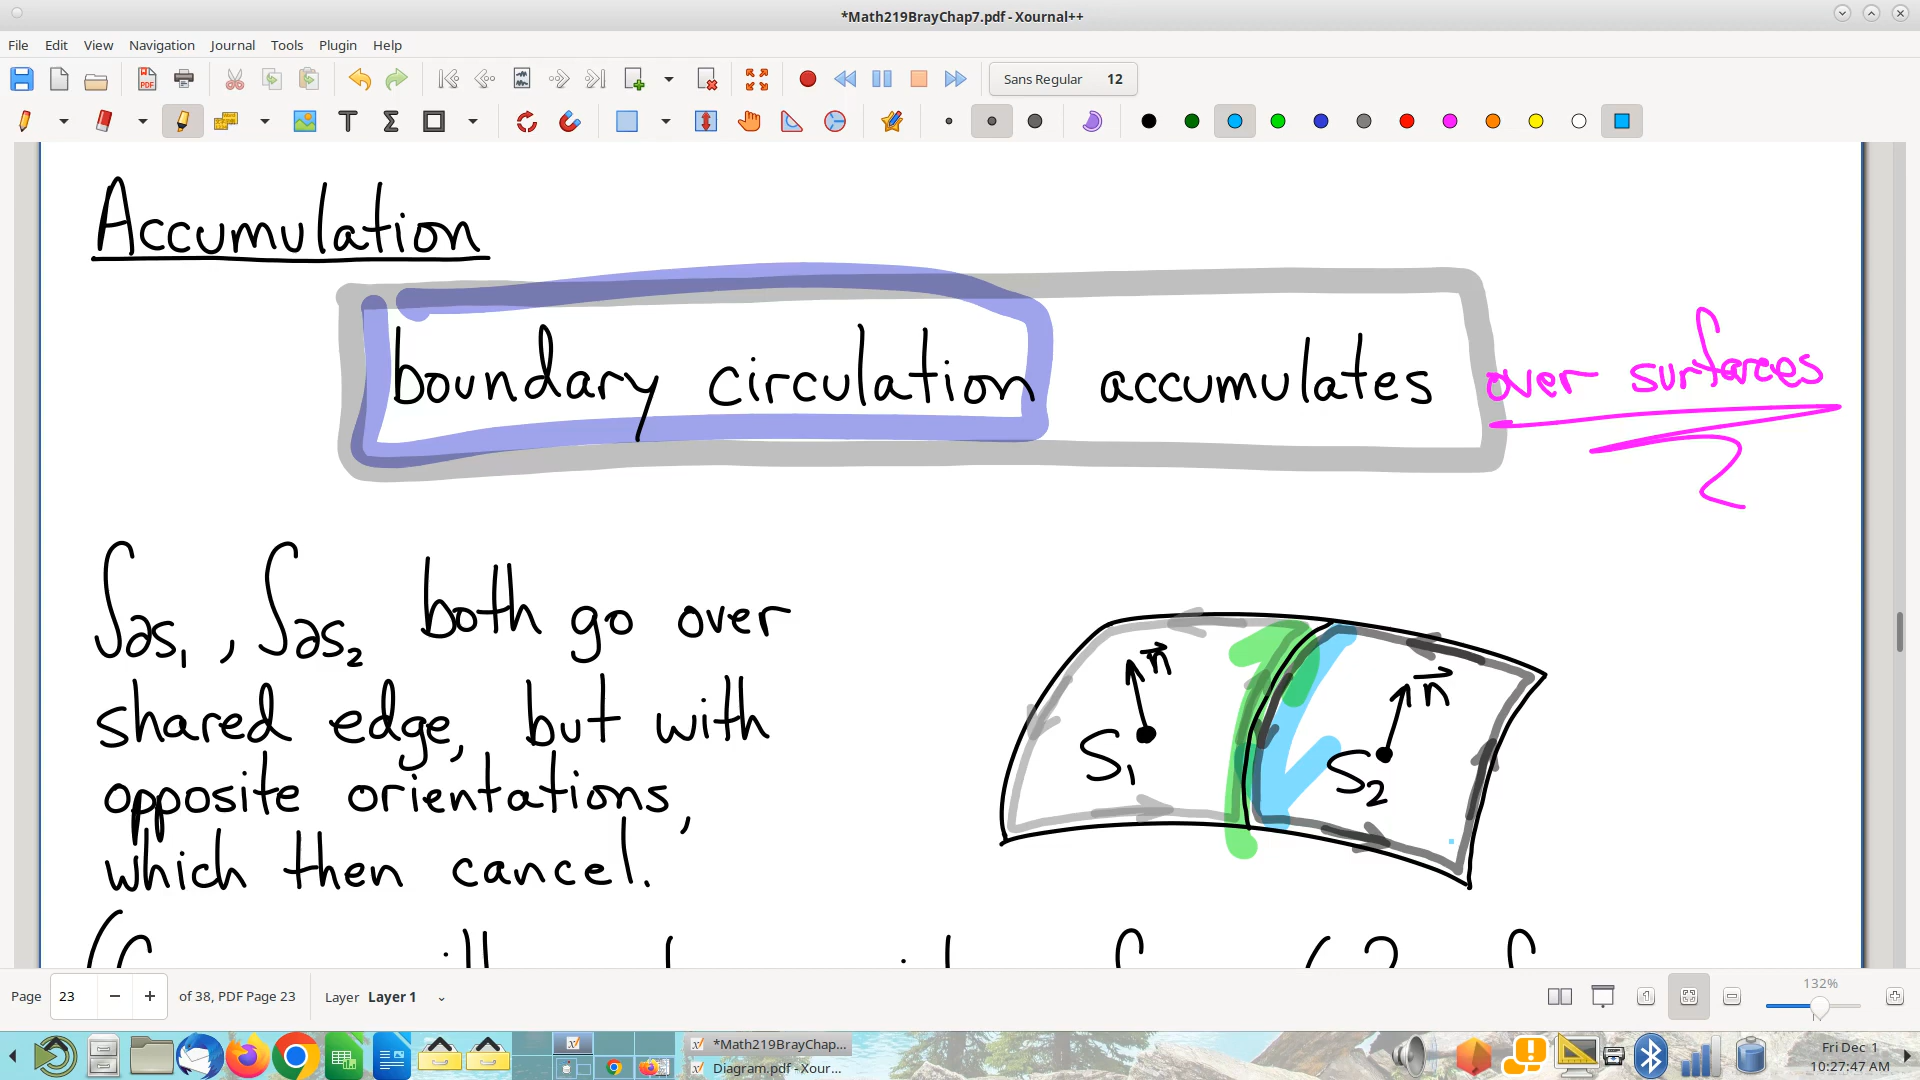 *Math219BrayChap7.pdf - Xournal++
File Edit View Navigation Journal Tools Plugin Help
Sans Regular 12
Accumulation
boundary circulation accumulates over surfaces
∫∂S₁ , ∫∂S₂ both go over
shared edge, but with
opposite orientations,
which then cancel.
n⃗ n⃗
S₁ S₂
Page 23 of 38, PDF Page 23 Layer Layer 1
132%
*Math219BrayChap...
Diagram.pdf - Xour...
Fri Dec 1
10:27:47 AM